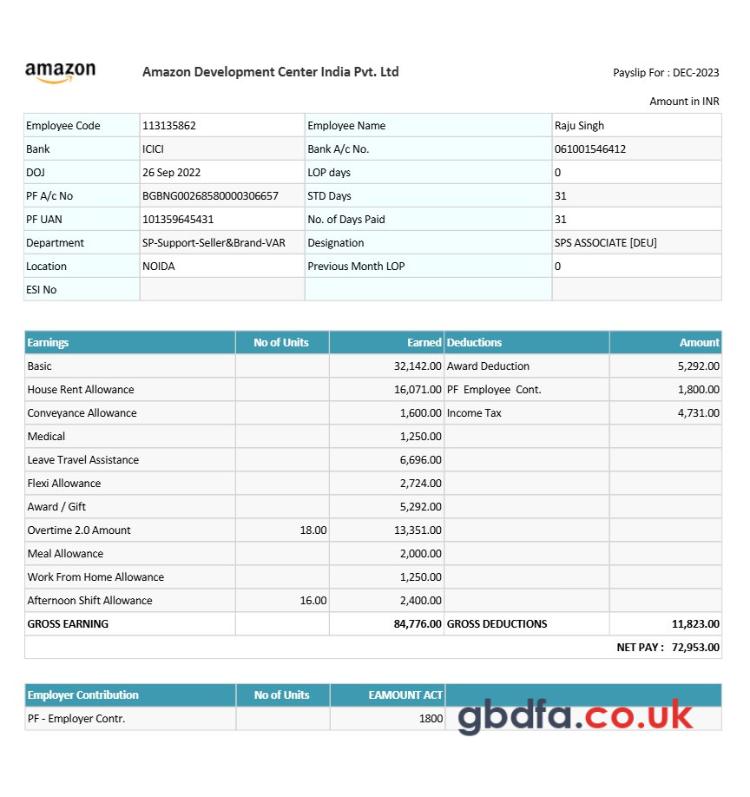 amazon
Amazon Development Center India Pvt. Ltd
Payslip For : DEC-2023
Amount in INR
Employee Code 113135862 Employee Name Raju Singh
Bank ICICI Bank A/c No. 061001546412
DOJ 26 Sep 2022 LOP days 0
PF A/c No BGBNG00268580000306657 STD Days 31
PF UAN 101359645431 No. of Days Paid 31
Department SP-Support-Seller&Brand-VAR Designation SPS ASSOCIATE [DEU]
Location NOIDA Previous Month LOP 0
ESI No
Earnings No of Units Earned Deductions Amount
Basic 32,142.00 Award Deduction 5,292.00
House Rent Allowance 16,071.00 PF Employee Cont. 1,800.00
Conveyance Allowance 1,600.00 Income Tax 4,731.00
Medical 1,250.00
Leave Travel Assistance 6,696.00
Flexi Allowance 2,724.00
Award / Gift 5,292.00
Overtime 2.0 Amount 18.00 13,351.00
Meal Allowance 2,000.00
Work From Home Allowance 1,250.00
Afternoon Shift Allowance 16.00 2,400.00
GROSS EARNING 84,776.00 GROSS DEDUCTIONS 11,823.00
NET PAY : 72,953.00
Employer Contribution No of Units EAMOUNT ACT
PF - Employer Contr. 1800
gbdfa.co.uk